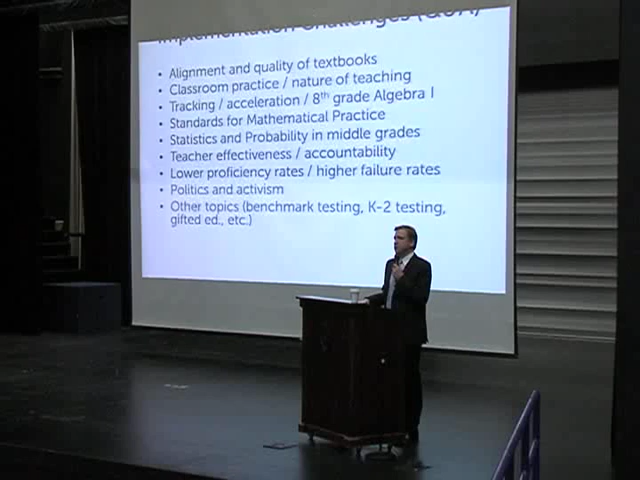 Implementation Challenges (Q&A)
• Alignment and quality of textbooks
• Classroom practice / nature of teaching
• Tracking / acceleration / 8th grade Algebra I
• Standards for Mathematical Practice
• Statistics and Probability in middle grades
• Teacher effectiveness / accountability
• Lower proficiency rates / higher failure rates
• Politics and activism
• Other topics (benchmark testing, K-2 testing,
gifted ed., etc.)